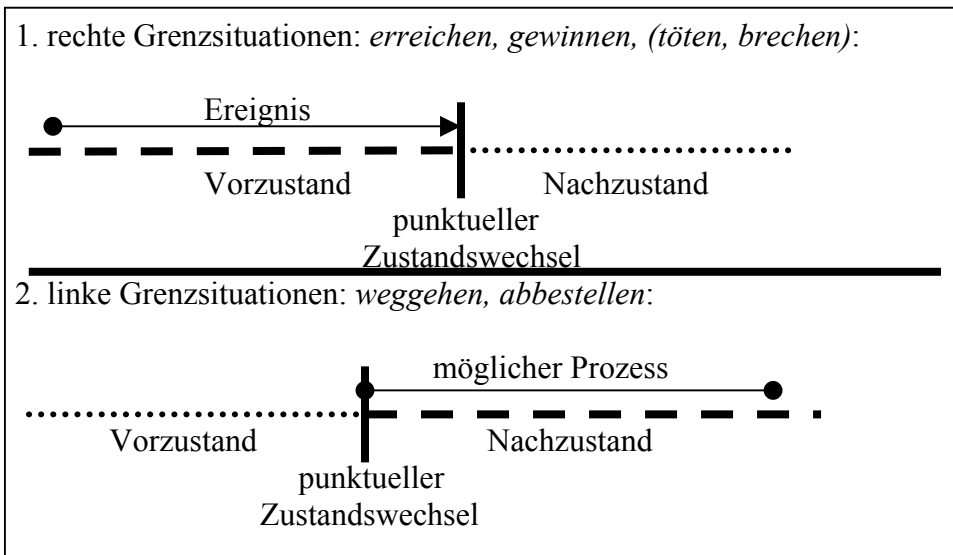 1. rechte Grenzsituationen: erreichen, gewinnen, (töten, brechen):
Ereignis
Vorzustand Nachzustand
punktueller
Zustandswechsel
2. linke Grenzsituationen: weggehen, abbestellen:
möglicher Prozess
Vorzustand Nachzustand
punktueller
Zustandswechsel